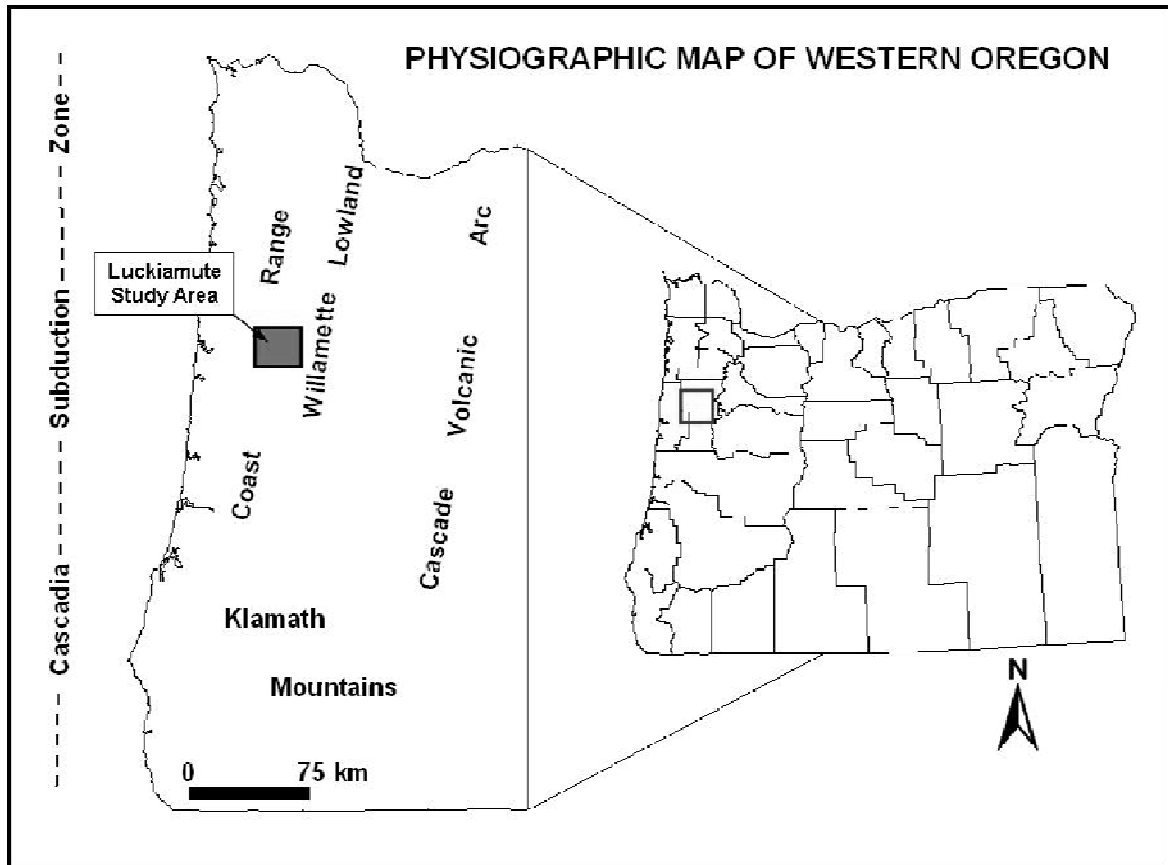 PHYSIOGRAPHIC MAP OF WESTERN OREGON
Cascadia Subduction Zone
Coast Range
Willamette Lowland
Cascade Volcanic Arc
Luckiamute
Study Area
Klamath
Mountains
0 75 km
N